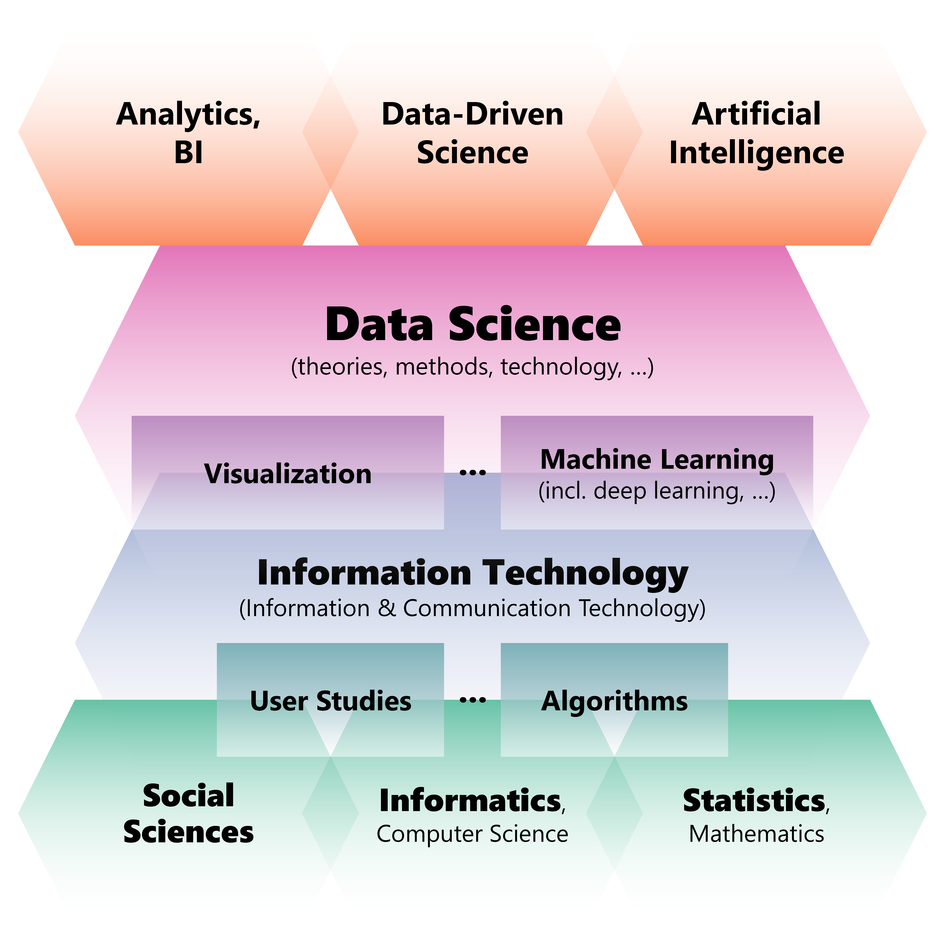 Analytics,
BI
Data-Driven
Science
Artificial
Intelligence
Data Science
(theories, methods, technology, ...)
Visualization
...
Machine Learning
(incl. deep learning, ...)
Information Technology
(Information & Communication Technology)
User Studies
...
Algorithms
Social
Sciences
Informatics,
Computer Science
Statistics,
Mathematics